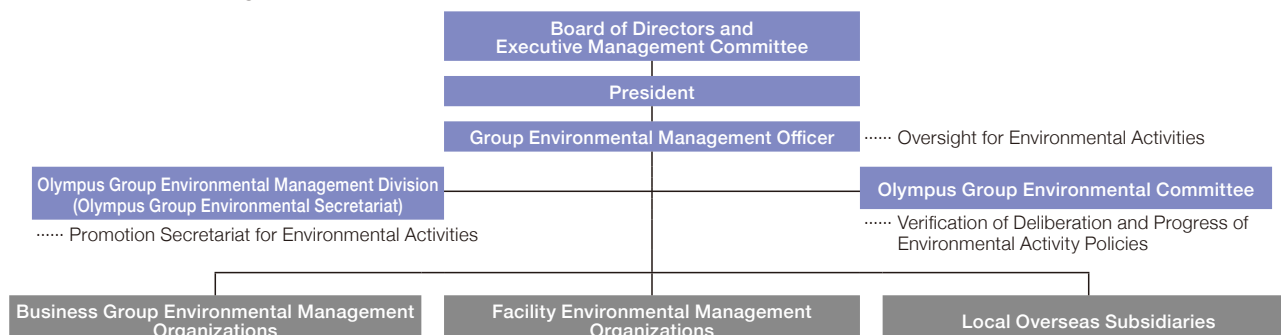 Board of Directors and
Executive Management Committee
President
Group Environmental Management Officer
...... Oversight for Environmental Activities
Olympus Group Environmental Management Division
(Olympus Group Environmental Secretariat)
...... Promotion Secretariat for Environmental Activities
Olympus Group Environmental Committee
...... Verification of Deliberation and Progress of
Environmental Activity Policies
Business Group Environmental Management
Organizations
Facility Environmental Management
Organizations
Local Overseas Subsidiaries